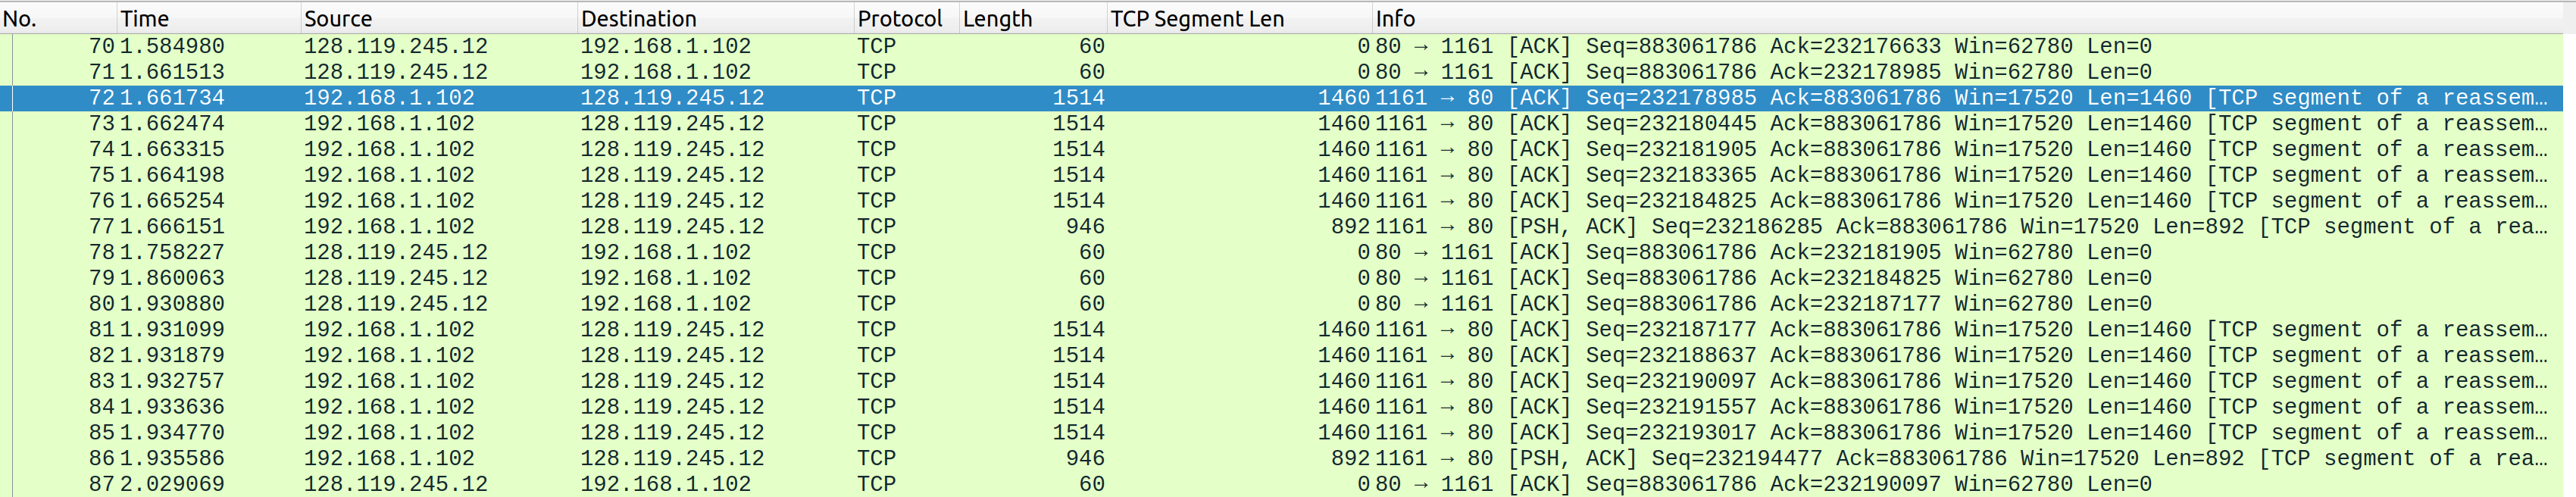 No. Time Source Destination Protocol Length TCP Segment Len Info
70 1.584980 128.119.245.12 192.168.1.102 TCP 60 0 80 → 1161 [ACK] Seq=883061786 Ack=232176633 Win=62780 Len=0
71 1.661513 128.119.245.12 192.168.1.102 TCP 60 0 80 → 1161 [ACK] Seq=883061786 Ack=232178985 Win=62780 Len=0
72 1.661734 192.168.1.102 128.119.245.12 TCP 1514 1460 1161 → 80 [ACK] Seq=232178985 Ack=883061786 Win=17520 Len=1460 [TCP segment of a reassem…
73 1.662474 192.168.1.102 128.119.245.12 TCP 1514 1460 1161 → 80 [ACK] Seq=232180445 Ack=883061786 Win=17520 Len=1460 [TCP segment of a reassem…
74 1.663315 192.168.1.102 128.119.245.12 TCP 1514 1460 1161 → 80 [ACK] Seq=232181905 Ack=883061786 Win=17520 Len=1460 [TCP segment of a reassem…
75 1.664198 192.168.1.102 128.119.245.12 TCP 1514 1460 1161 → 80 [ACK] Seq=232183365 Ack=883061786 Win=17520 Len=1460 [TCP segment of a reassem…
76 1.665254 192.168.1.102 128.119.245.12 TCP 1514 1460 1161 → 80 [ACK] Seq=232184825 Ack=883061786 Win=17520 Len=1460 [TCP segment of a reassem…
77 1.666151 192.168.1.102 128.119.245.12 TCP 946 892 1161 → 80 [PSH, ACK] Seq=232186285 Ack=883061786 Win=17520 Len=892 [TCP segment of a rea…
78 1.758227 128.119.245.12 192.168.1.102 TCP 60 0 80 → 1161 [ACK] Seq=883061786 Ack=232181905 Win=62780 Len=0
79 1.860063 128.119.245.12 192.168.1.102 TCP 60 0 80 → 1161 [ACK] Seq=883061786 Ack=232184825 Win=62780 Len=0
80 1.930880 128.119.245.12 192.168.1.102 TCP 60 0 80 → 1161 [ACK] Seq=883061786 Ack=232187177 Win=62780 Len=0
81 1.931099 192.168.1.102 128.119.245.12 TCP 1514 1460 1161 → 80 [ACK] Seq=232187177 Ack=883061786 Win=17520 Len=1460 [TCP segment of a reassem…
82 1.931879 192.168.1.102 128.119.245.12 TCP 1514 1460 1161 → 80 [ACK] Seq=232188637 Ack=883061786 Win=17520 Len=1460 [TCP segment of a reassem…
83 1.932757 192.168.1.102 128.119.245.12 TCP 1514 1460 1161 → 80 [ACK] Seq=232190097 Ack=883061786 Win=17520 Len=1460 [TCP segment of a reassem…
84 1.933636 192.168.1.102 128.119.245.12 TCP 1514 1460 1161 → 80 [ACK] Seq=232191557 Ack=883061786 Win=17520 Len=1460 [TCP segment of a reassem…
85 1.934770 192.168.1.102 128.119.245.12 TCP 1514 1460 1161 → 80 [ACK] Seq=232193017 Ack=883061786 Win=17520 Len=1460 [TCP segment of a reassem…
86 1.935586 192.168.1.102 128.119.245.12 TCP 946 892 1161 → 80 [PSH, ACK] Seq=232194477 Ack=883061786 Win=17520 Len=892 [TCP segment of a rea…
87 2.029069 128.119.245.12 192.168.1.102 TCP 60 0 80 → 1161 [ACK] Seq=883061786 Ack=232190097 Win=62780 Len=0